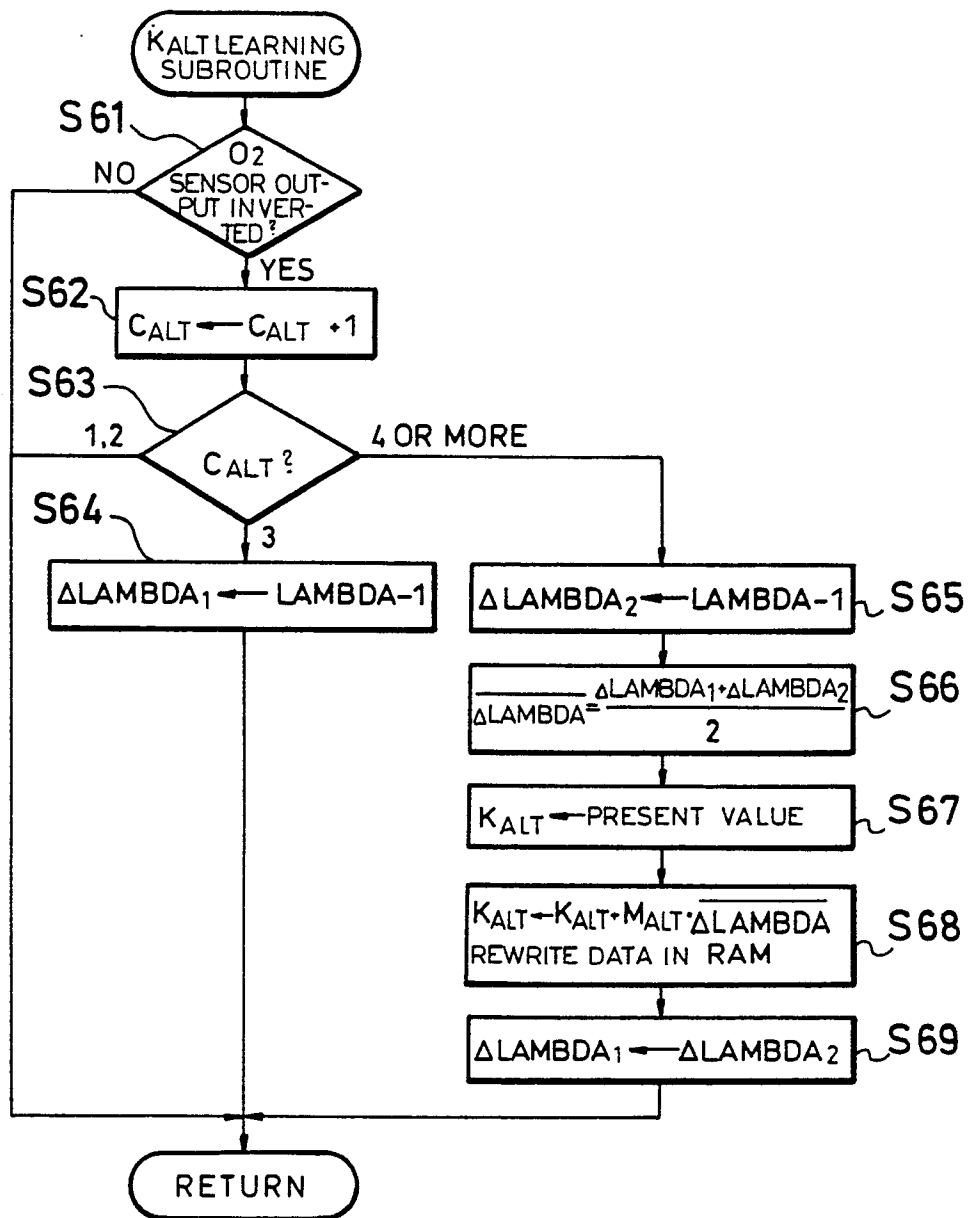 KALT LEARNING
SUBROUTINE
S61
NO
O2
SENSOR OUT-
PUT INVER-
TED?
YES
S62
CALT ← CALT +1
S63
1,2
CALT?
4 OR MORE
3
S64
ΔLAMBDA1 ← LAMBDA-1
ΔLAMBDA2 ← LAMBDA-1
S65
ΔLAMBDA = ΔLAMBDA1+ΔLAMBDA2
2
S66
KALT ← PRESENT VALUE
S67
KALT ← KALT + MALT · ΔLAMBDA
REWRITE DATA IN RAM
S68
ΔLAMBDA1 ← ΔLAMBDA2
S69
RETURN